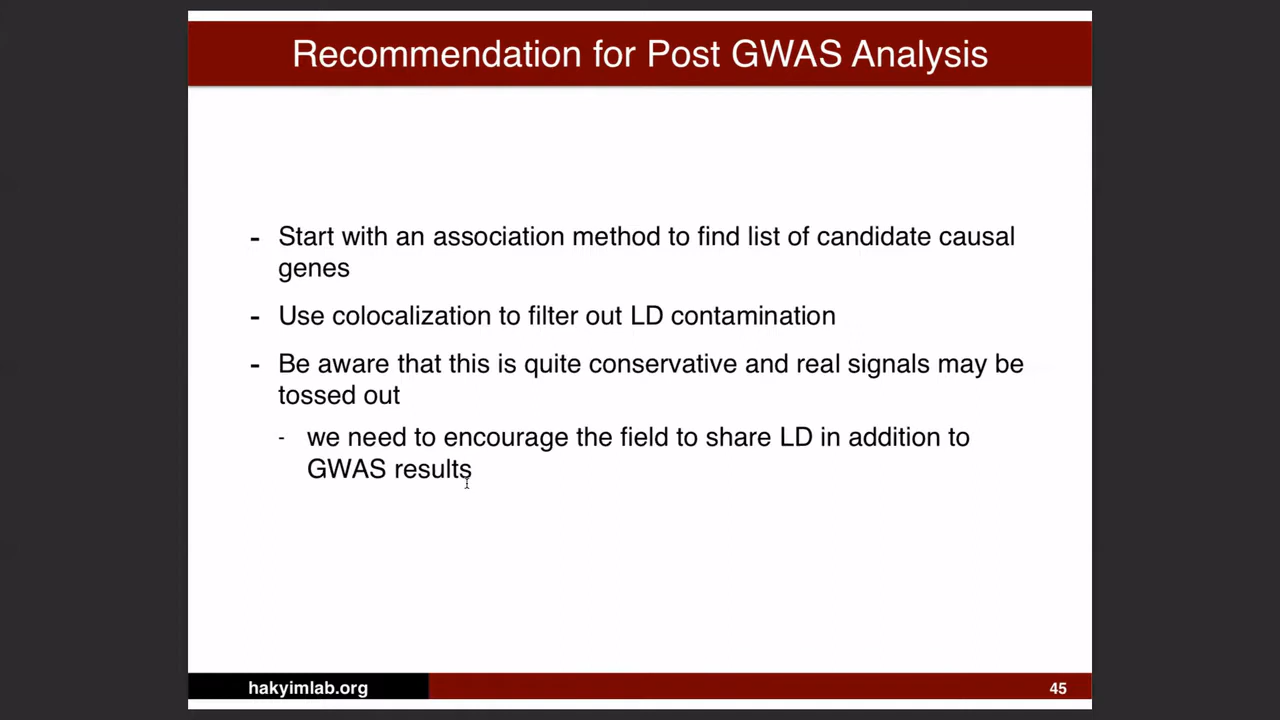 Recommendation for Post GWAS Analysis
- Start with an association method to find list of candidate causal
genes
- Use colocalization to filter out LD contamination
- Be aware that this is quite conservative and real signals may be
tossed out
- we need to encourage the field to share LD in addition to
GWAS results
hakyimlab.org
45